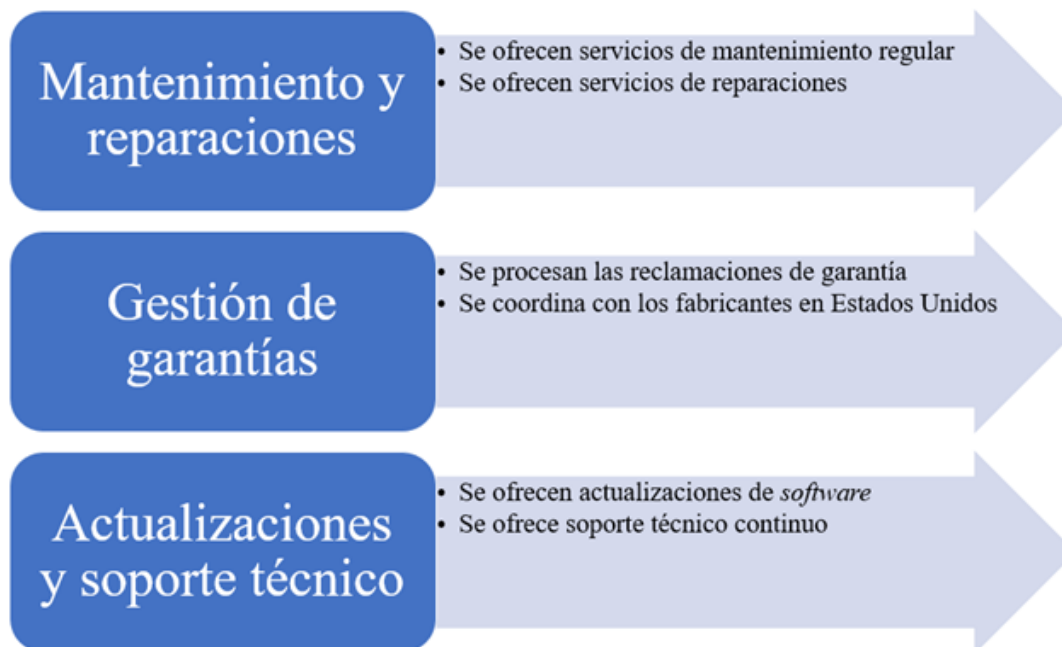 Mantenimiento y
reparaciones
• Se ofrecen servicios de mantenimiento regular
• Se ofrecen servicios de reparaciones
Gestión de
garantías
• Se procesan las reclamaciones de garantía
• Se coordina con los fabricantes en Estados Unidos
Actualizaciones
y soporte técnico
• Se ofrecen actualizaciones de software
• Se ofrece soporte técnico continuo